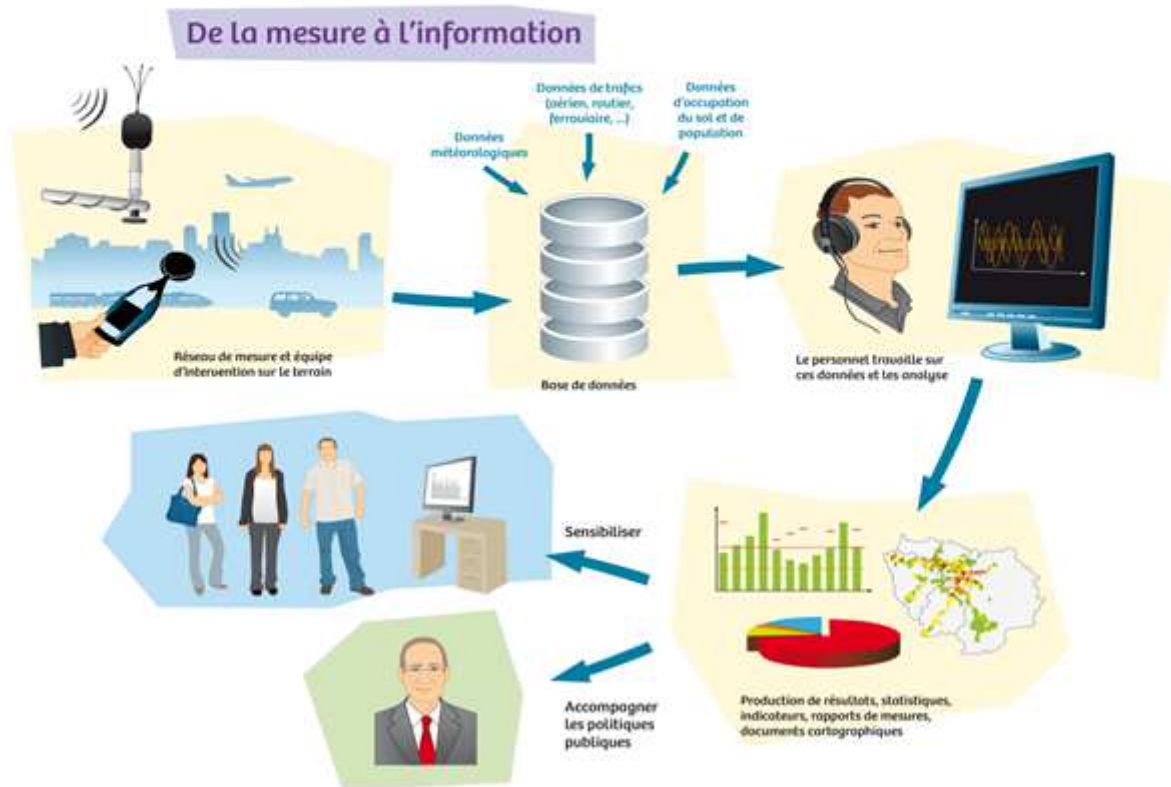 De la mesure à l'information
Données de trafics
(aérien, routier,
ferroviaire, ...)
Données
d'occupation
du sol et de
population
Données
météorologiques
Réseau de mesure et équipe
d'intervention sur le terrain
Base de données
Le personnel travaille sur
ces données et les analyse
Sensibiliser
Accompagner
les politiques
publiques
Production de résultats, statistiques,
indicateurs, rapports de mesures,
documents cartographiques